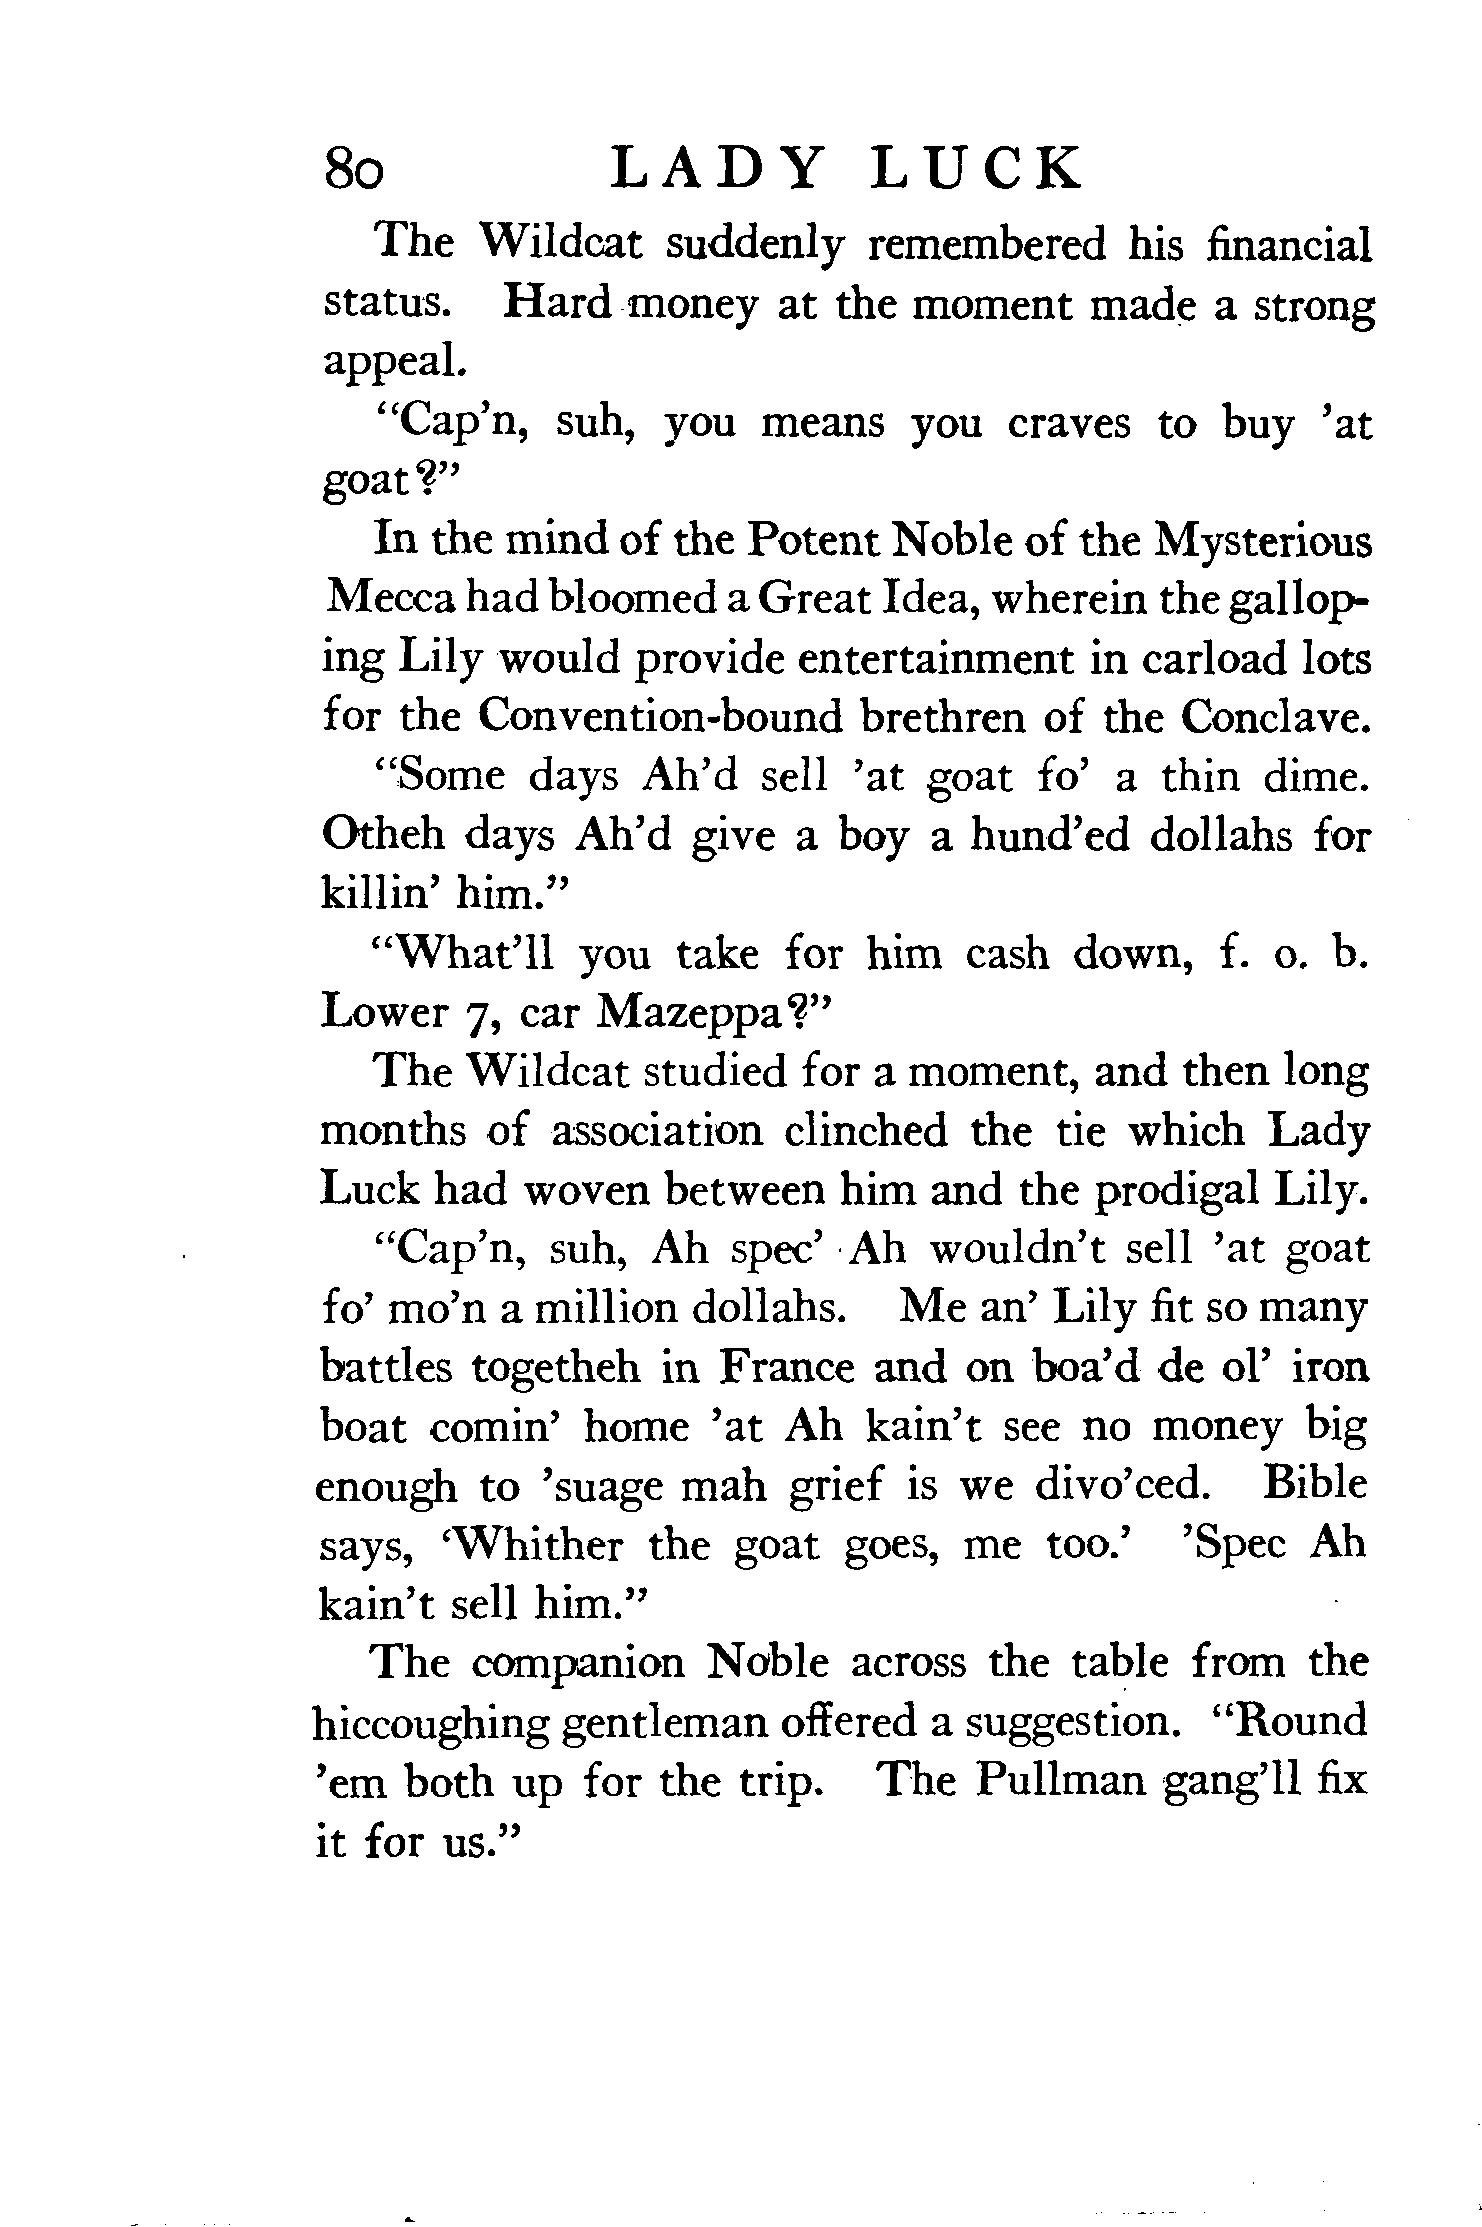 80 LADY LUCK
The Wildcat suddenly remembered his financial
status. Hard money at the moment made a strong
appeal.
“Cap’n, suh, you means you craves to buy ’at
goat?”
In the mind of the Potent Noble of the Mysterious
Mecca had bloomed a Great Idea, wherein the gallop-
ing Lily would provide entertainment in carload lots
for the Convention-bound brethren of the Conclave.
“Some days Ah’d sell ’at goat fo’ a thin dime.
Otheh days Ah’d give a boy a hund’ed dollahs for
killin’ him.”
“What’ll you take for him cash down, f. o. b.
Lower 7, car Mazeppa?”
The Wildcat studied for a moment, and then long
months of association clinched the tie which Lady
Luck had woven between him and the prodigal Lily.
“Cap’n, suh, Ah spec’ Ah wouldn’t sell ’at goat
fo’ mo’n a million dollahs. Me an’ Lily fit so many
battles togetheh in France and on boa’d de ol’ iron
boat comin’ home ’at Ah kain’t see no money big
enough to ’suage mah grief is we divo’ced. Bible
says, ‘Whither the goat goes, me too.’ ’Spec Ah
kain’t sell him.”
The companion Noble across the table from the
hiccoughing gentleman offered a suggestion. “Round
’em both up for the trip. The Pullman gang’ll fix
it for us.”